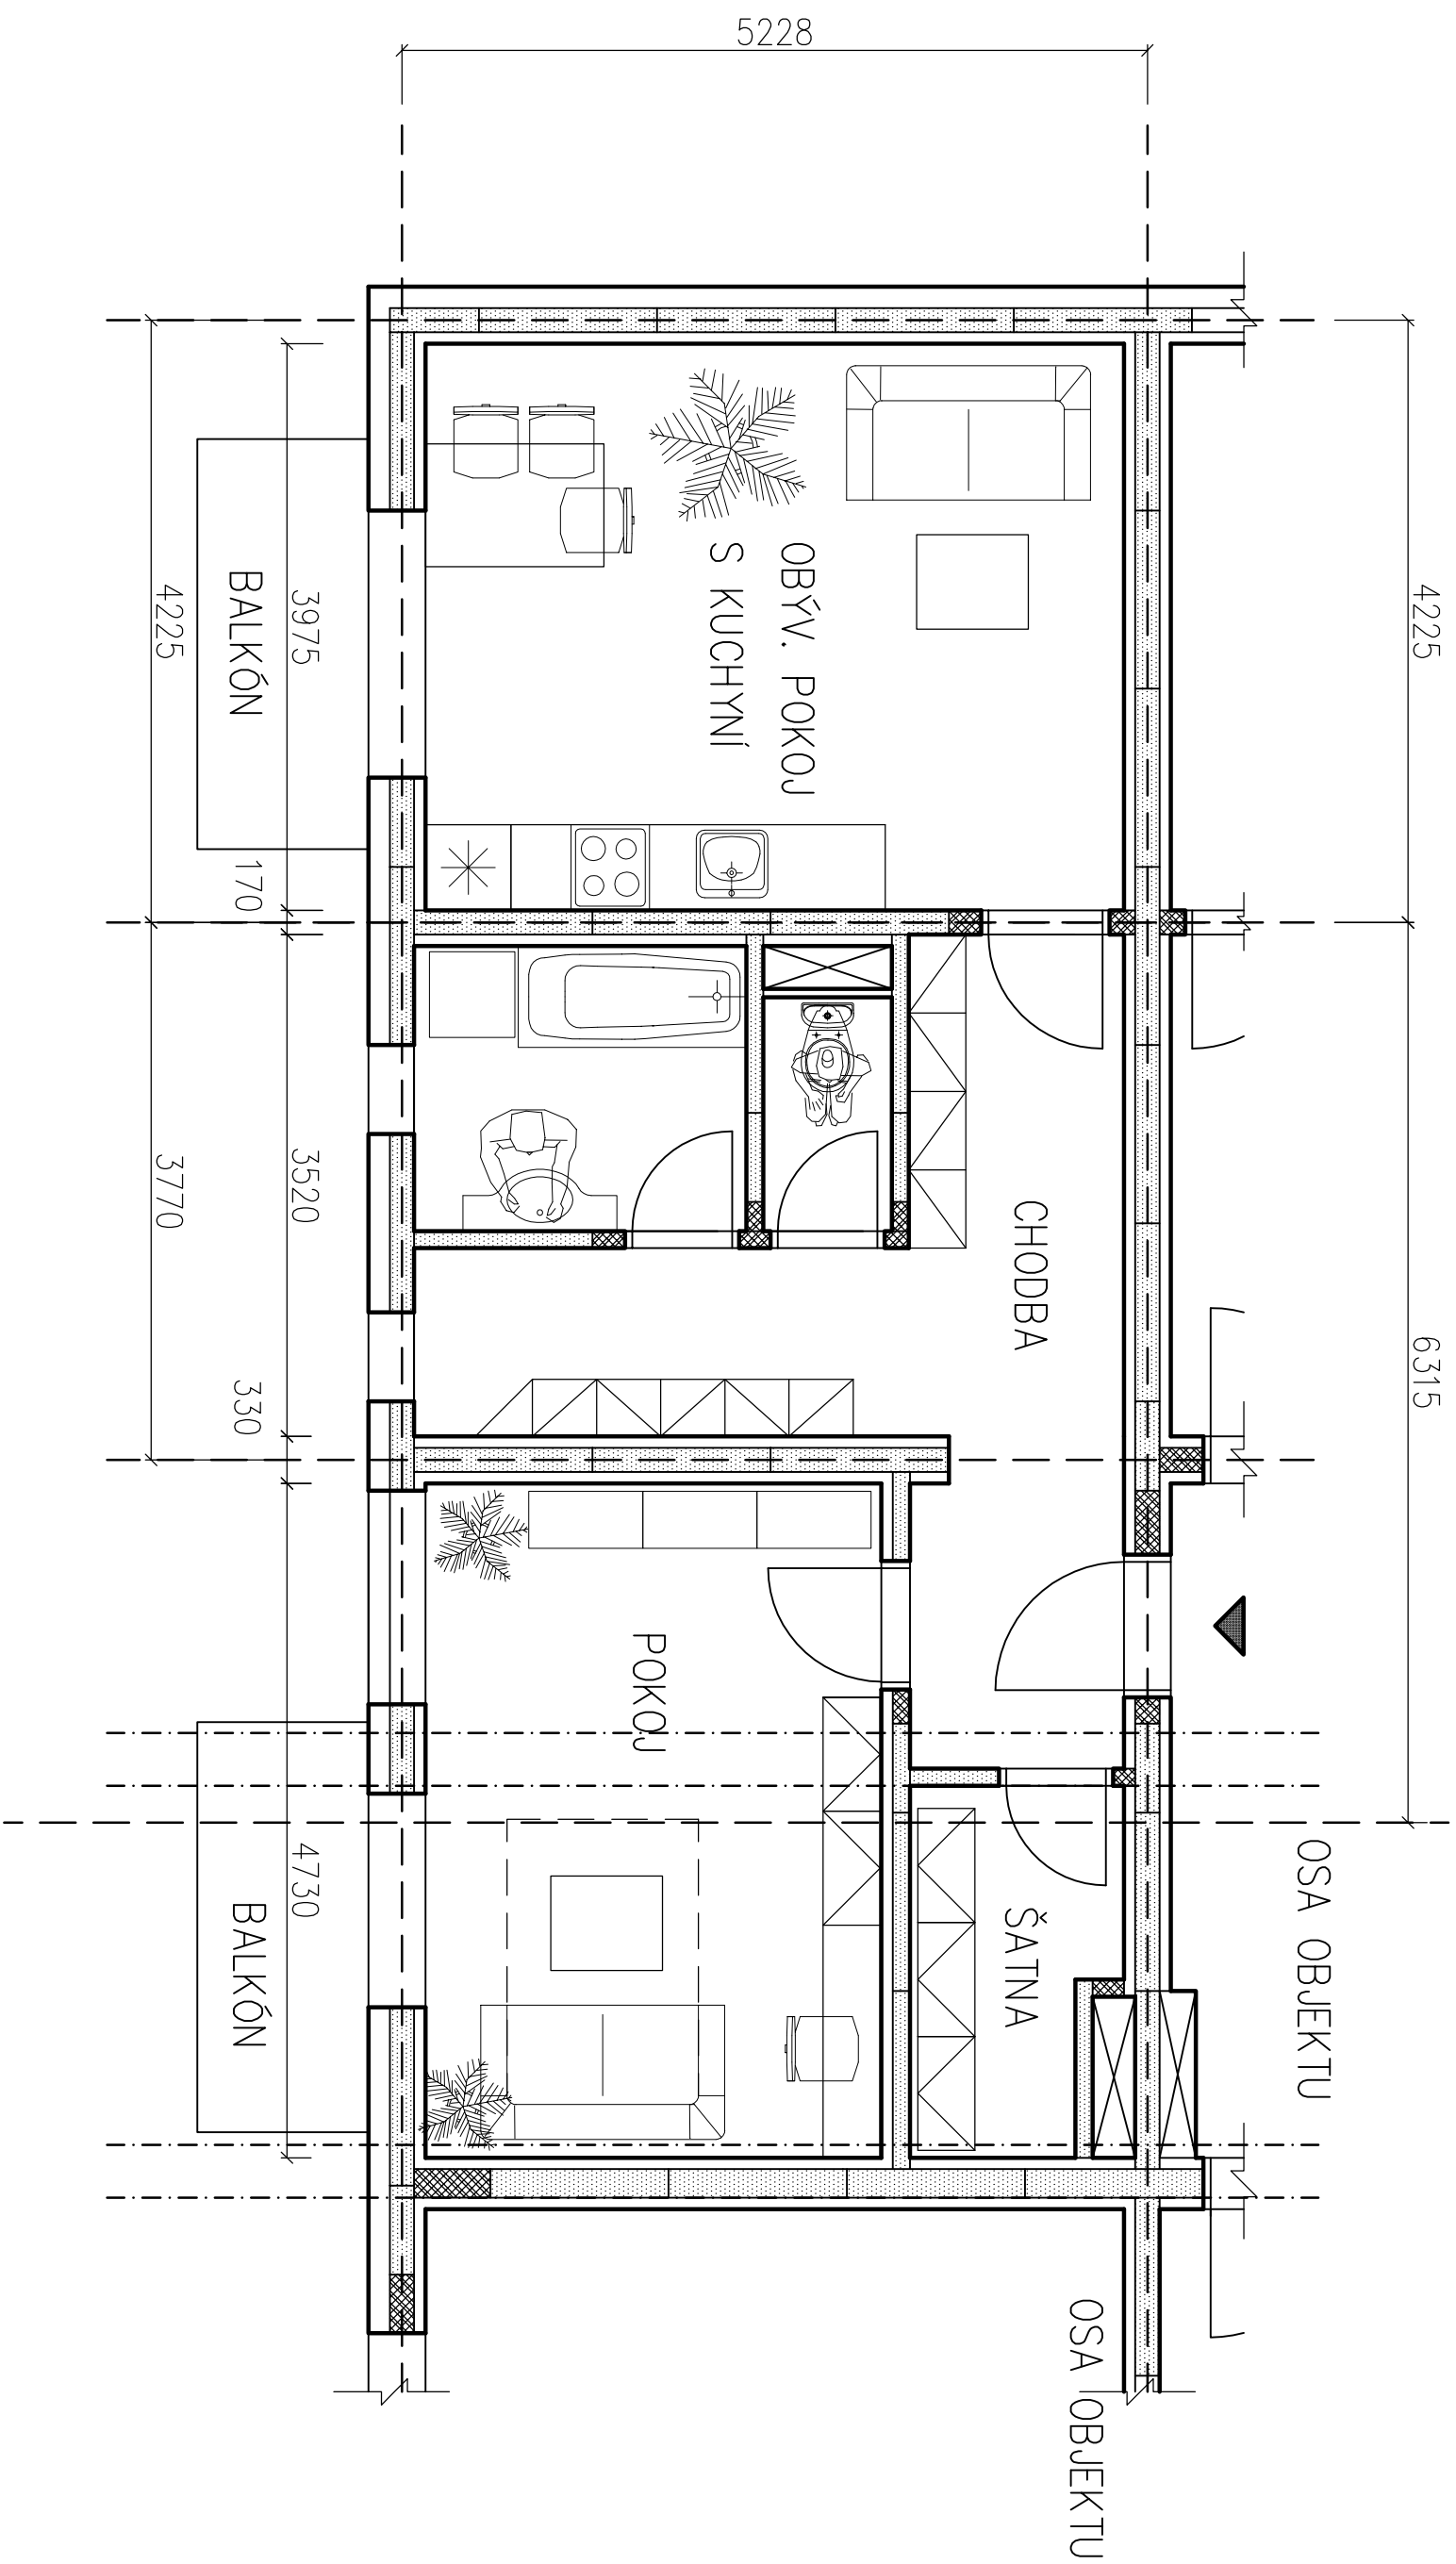 5228
4225
6315
OSA OBJEKTU
OSA OBJEKTU
OBÝV. POKOJ
S KUCHYNÍ
CHODBA
ŠATNA
POKOJ
BALKÓN
BALKÓN
3975
170
3520
330
4730
4225
3770